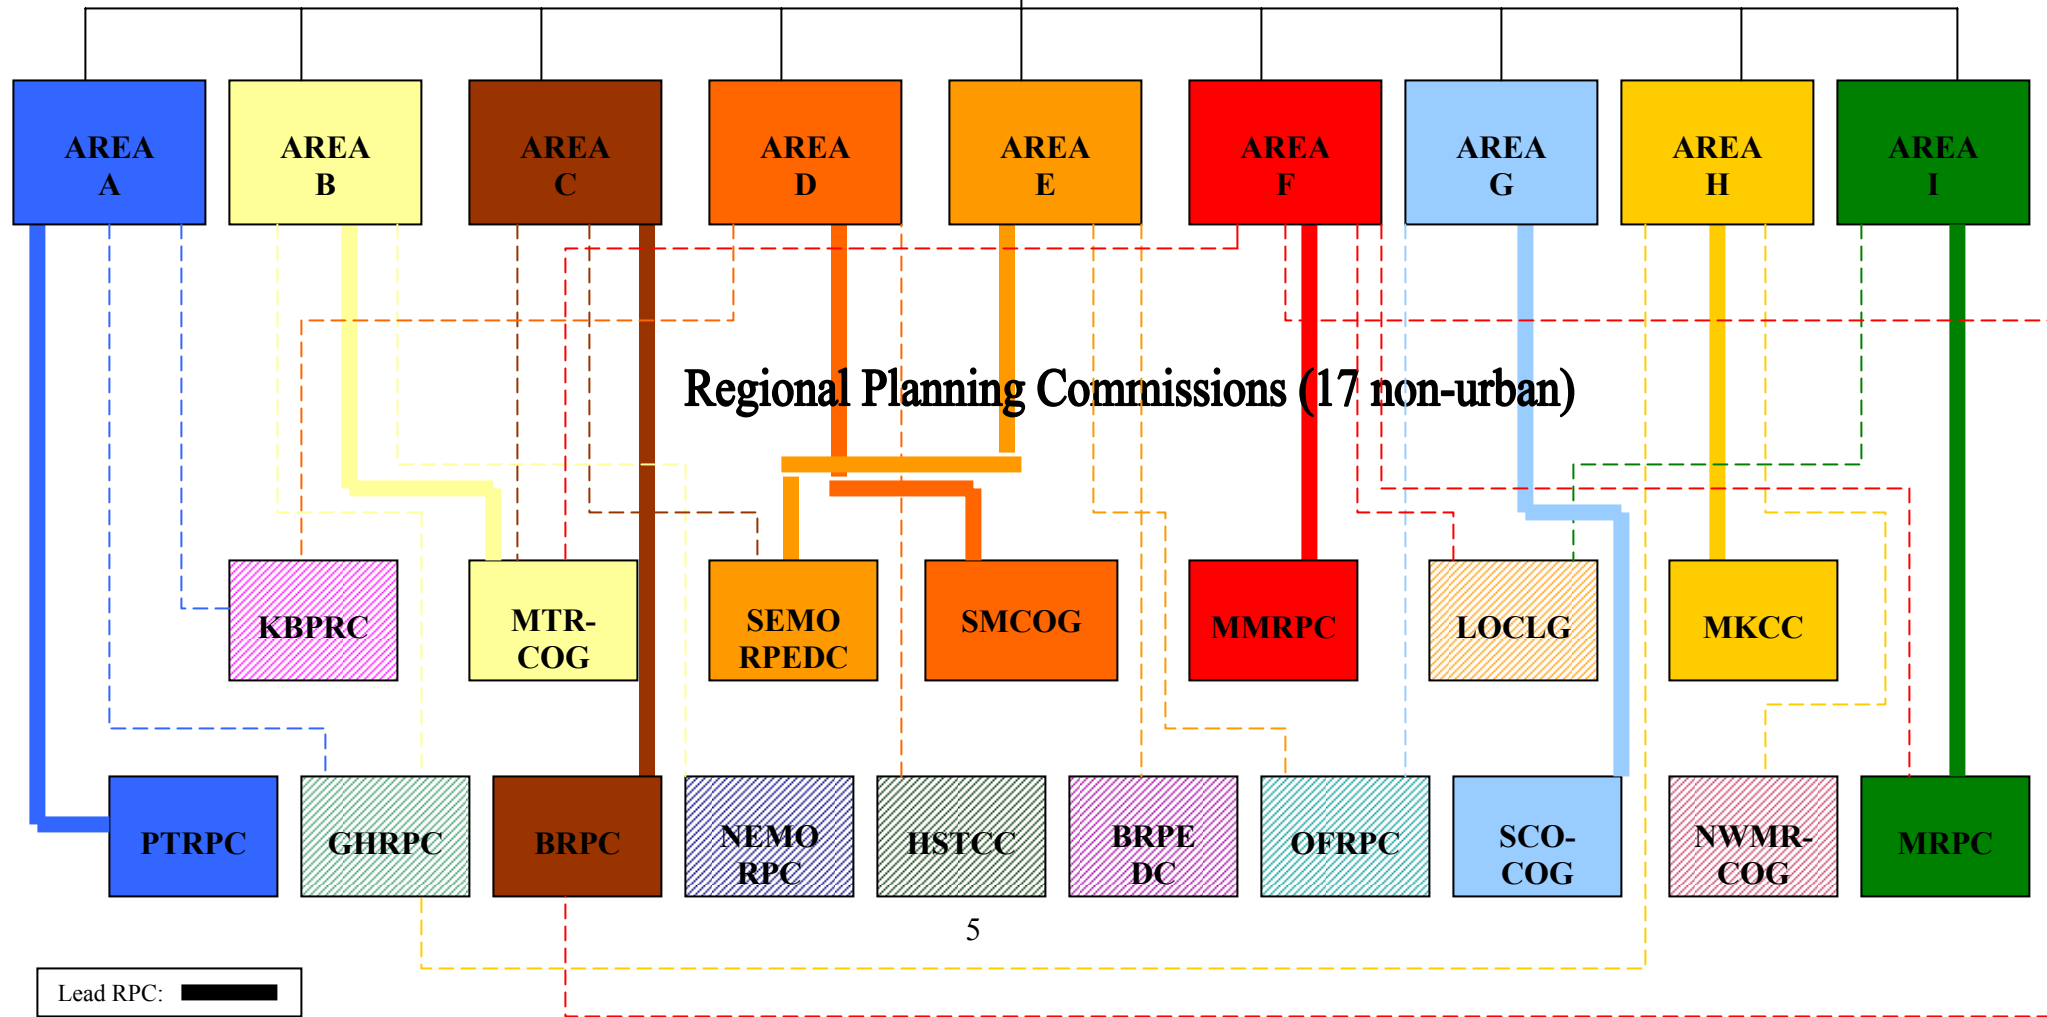 AREA
A
AREA
B
AREA
C
AREA
D
AREA
E
AREA
F
AREA
G
AREA
H
AREA
I
Regional Planning Commissions (17 non-urban)
KBPRC
MTR-
COG
SEMO
RPEDC
SMCOG
MMRPC
LOCLG
MKCC
PTRPC
GHRPC
BRPC
NEMO
RPC
HSTCC
BRPE
DC
OFRPC
SCO-
COG
NWMR-
COG
MRPC
5
Lead RPC: